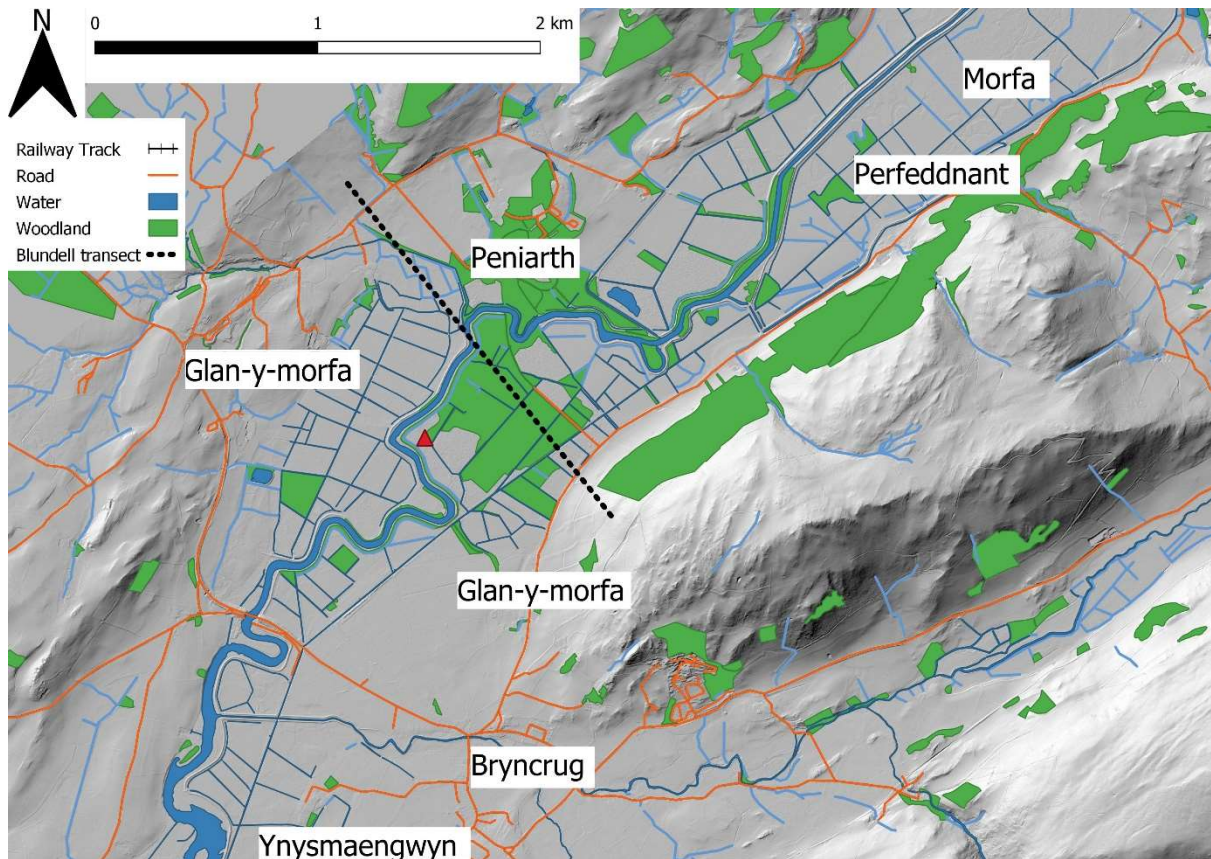 N
0 1 2 km
Railway Track
Road
Water
Woodland
Blundell transect
Morfa
Perfeddnant
Peniarth
Glan-y-morfa
Glan-y-morfa
Bryncrug
Ynysmaengwyn